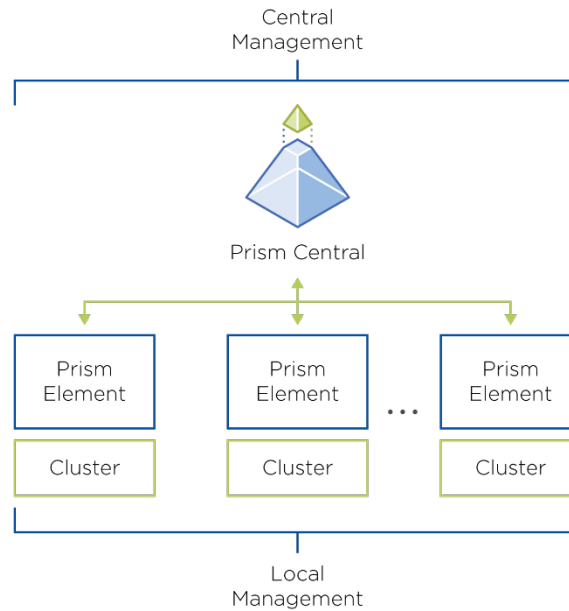 Central
Management
Prism Central
Prism
Element
Prism
Element
...
Prism
Element
Cluster
Cluster
Cluster
Local
Management